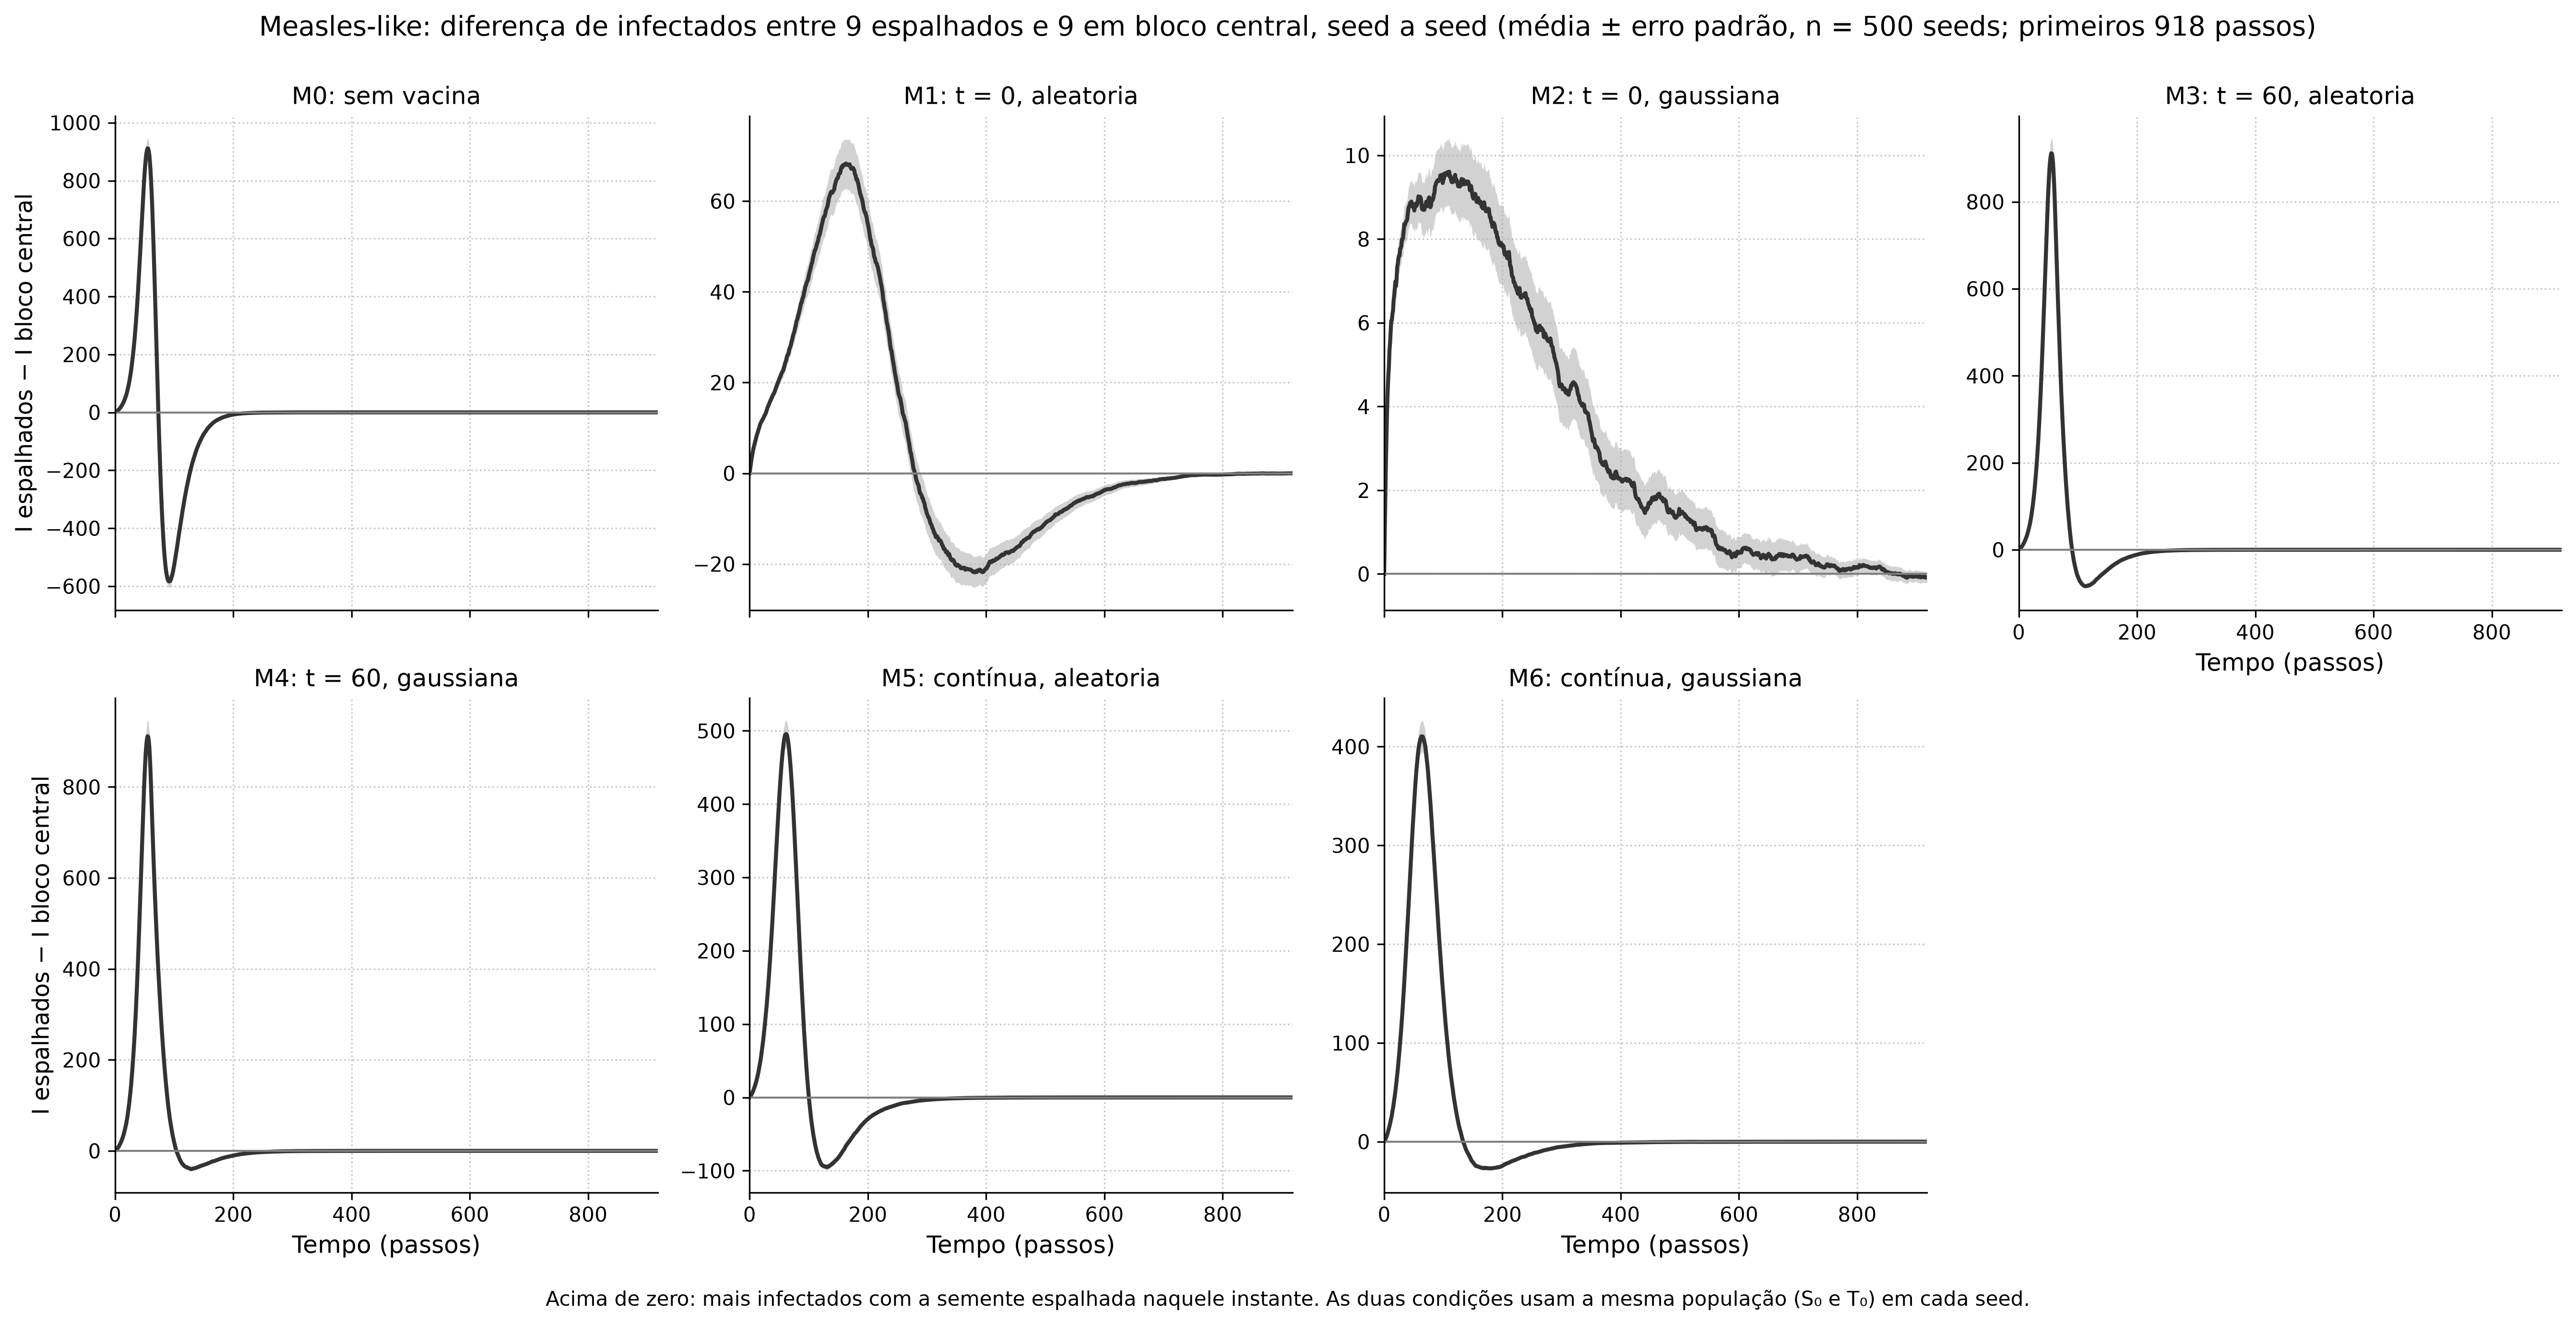 Measles-like: diferença de infectados entre 9 espalhados e 9 em bloco central, seed a seed (média ± erro padrão, n = 500 seeds; primeiros 918 passos)
M0: sem vacina
I espalhados − I bloco central
1000
800
600
400
200
0
−200
−400
−600
M1: t = 0, aleatoria
60
40
20
0
−20
M2: t = 0, gaussiana
10
8
6
4
2
0
M3: t = 60, aleatoria
800
600
400
200
0
0 200 400 600 800
Tempo (passos)
M4: t = 60, gaussiana
I espalhados − I bloco central
800
600
400
200
0
0 200 400 600 800
Tempo (passos)
M5: contínua, aleatoria
500
400
300
200
100
0
−100
0 200 400 600 800
Tempo (passos)
M6: contínua, gaussiana
400
300
200
100
0
0 200 400 600 800
Tempo (passos)
Acima de zero: mais infectados com a semente espalhada naquele instante. As duas condições usam a mesma população (S₀ e T₀) em cada seed.